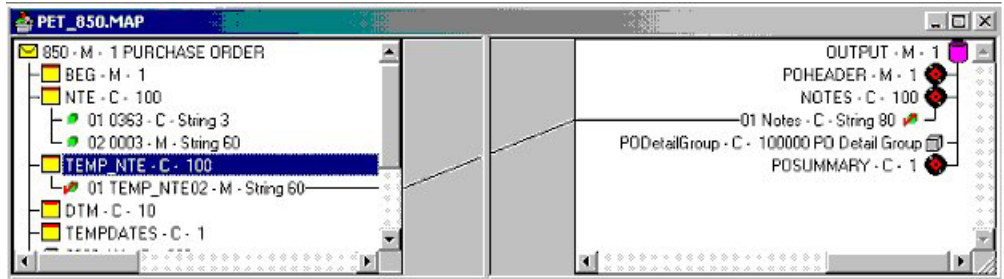 PET_850.MAP
850 - M - 1 PURCHASE ORDER
BEG - M - 1
NTE - C - 100
01 0363 - C - String 3
02 0003 - M - String 60
TEMP_NTE - C - 100
01 TEMP_NTE02 - M - String 60
DTM - C - 10
TEMPDATES - C - 1
OUTPUT - M - 1
POHEADER - M - 1
NOTES - C - 100
01 Notes - C - String 80
PODetailGroup - C - 100000 PO Detail Group
POSUMMARY - C - 1